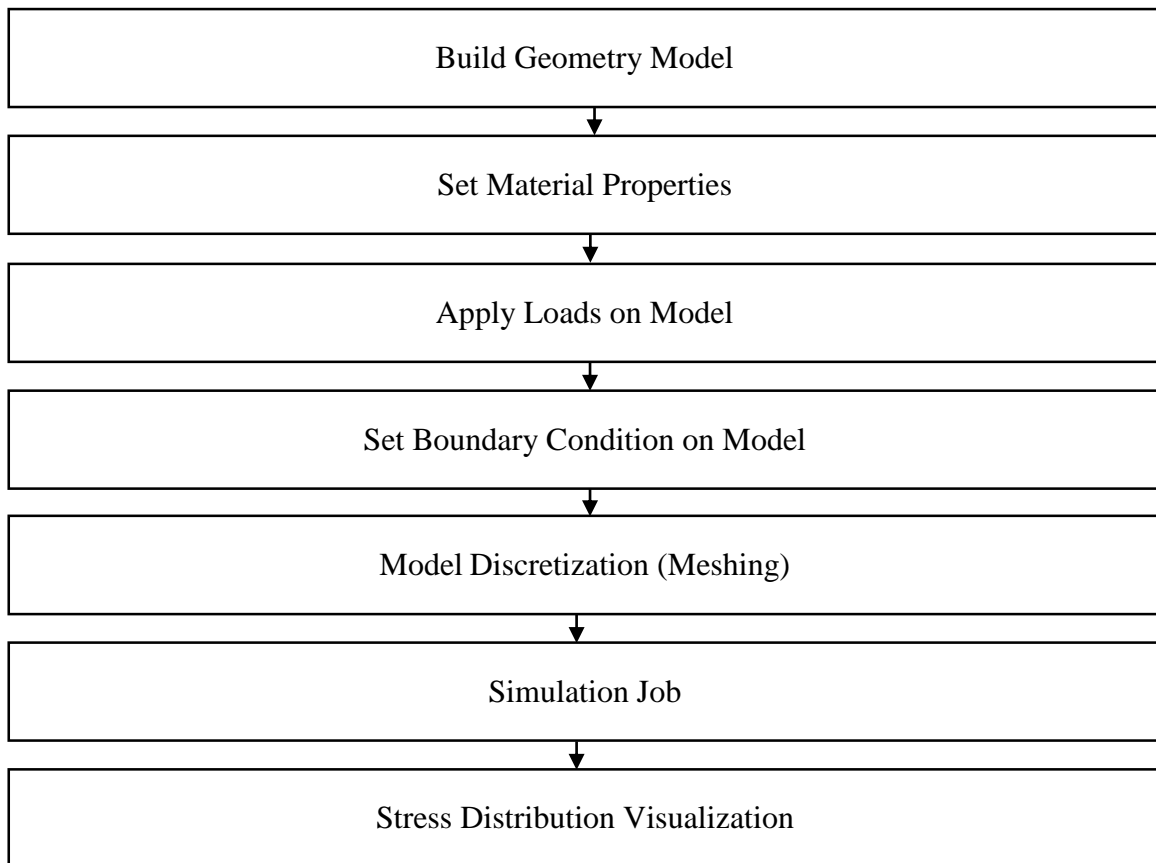 Build Geometry Model
Set Material Properties
Apply Loads on Model
Set Boundary Condition on Model
Model Discretization (Meshing)
Simulation Job
Stress Distribution Visualization